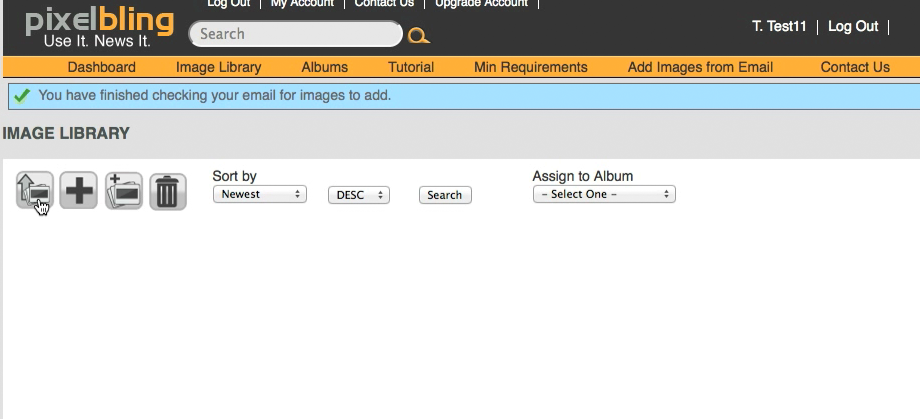 Log Out | My Account | Contact Us | Upgrade Account |
pixelbling
Use It. News It.
Search
T. Test11 | Log Out |
Dashboard Image Library Albums Tutorial Min Requirements Add Images from Email Contact Us
You have finished checking your email for images to add.
IMAGE LIBRARY
Sort by Assign to Album
Newest DESC Search - Select One -